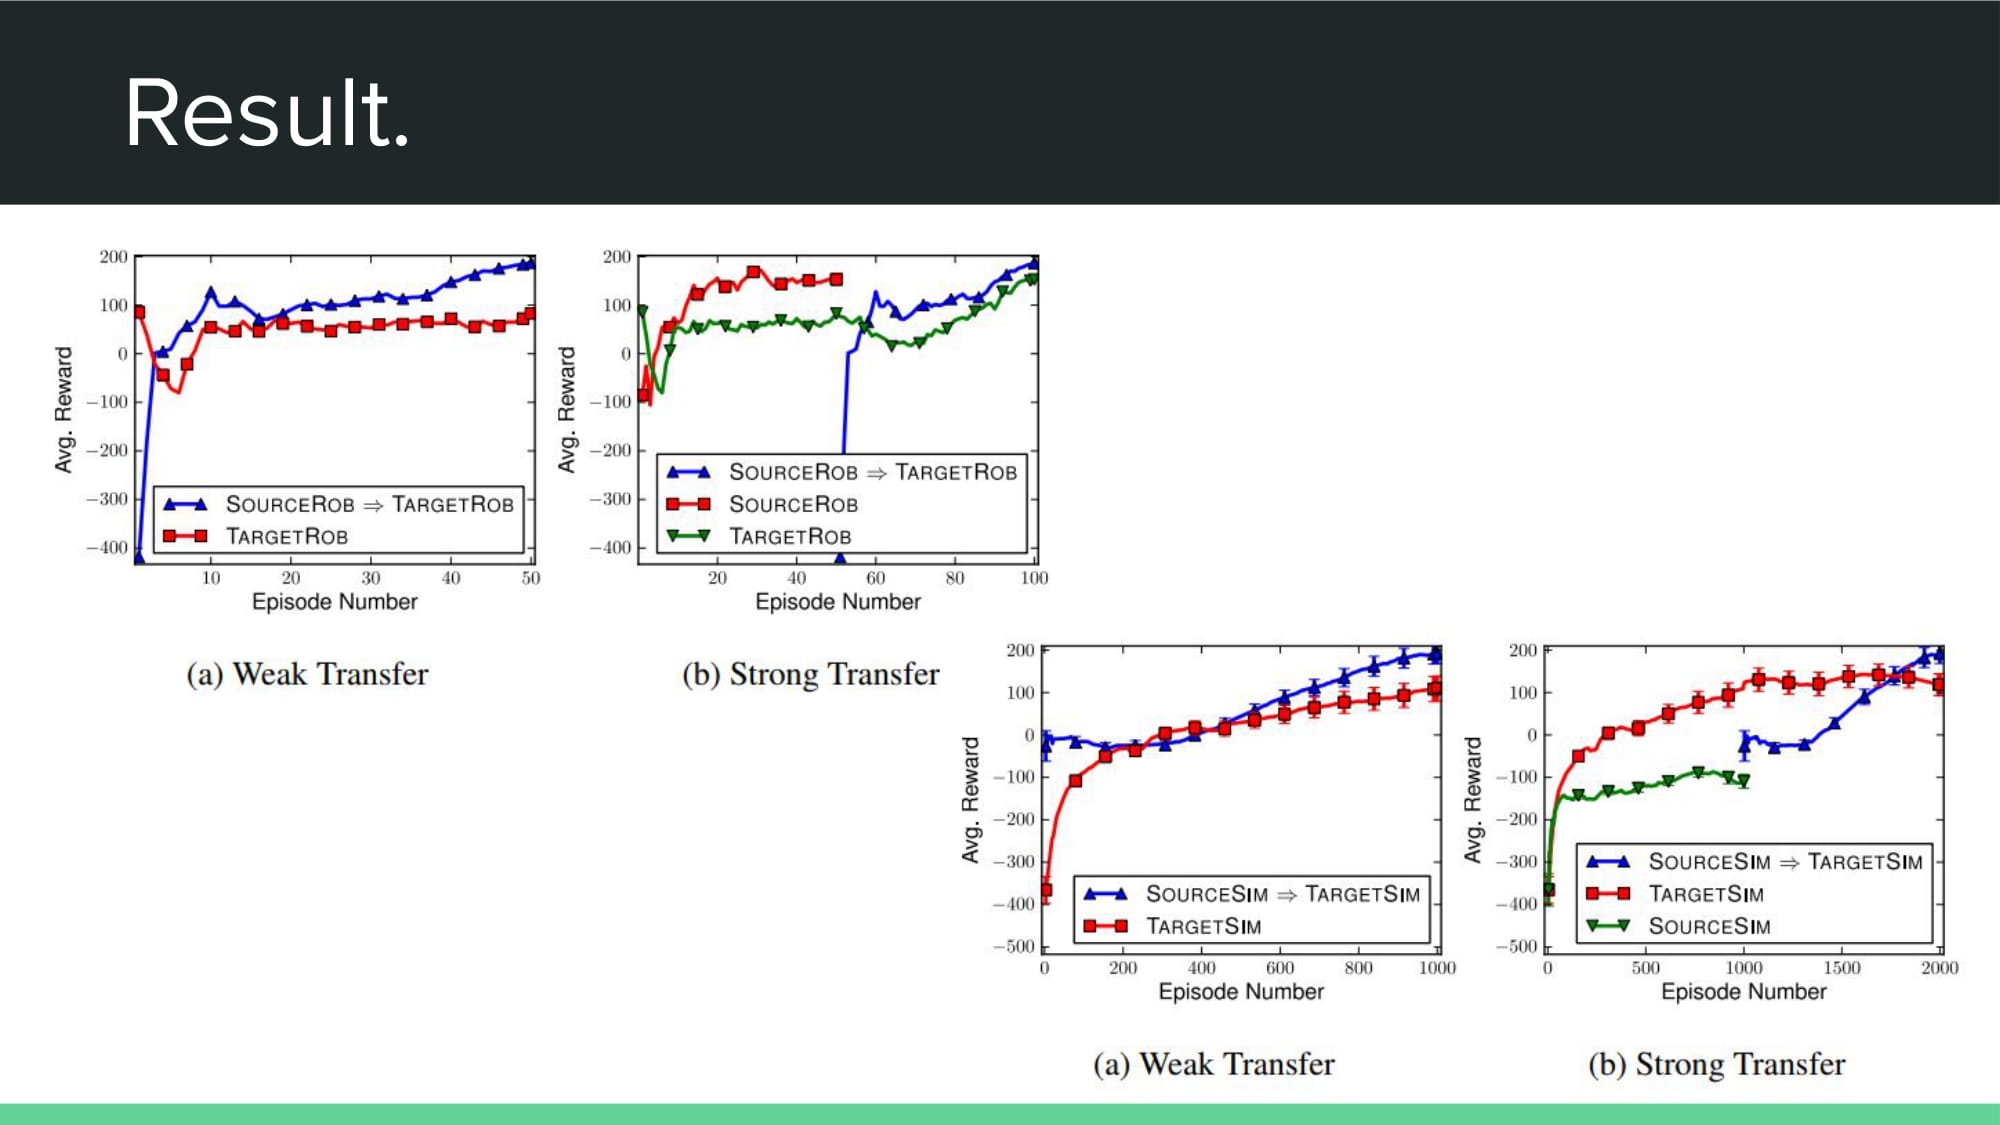 Result.
200
100
0
−100
−200
−300
−400
Avg. Reward
SOURCEROB ⇒ TARGETROB
TARGETROB
10 20 30 40 50
Episode Number
(a) Weak Transfer
200
100
0
−100
−200
−300
−400
Avg. Reward
SOURCEROB ⇒ TARGETROB
SOURCEROB
TARGETROB
20 40 60 80 100
Episode Number
(b) Strong Transfer
200
100
0
−100
−200
−300
−400
−500
Avg. Reward
SOURCESIM ⇒ TARGETSIM
TARGETSIM
0 200 400 600 800 1000
Episode Number
(a) Weak Transfer
200
100
0
−100
−200
−300
−400
−500
Avg. Reward
SOURCESIM ⇒ TARGETSIM
TARGETSIM
SOURCESIM
0 500 1000 1500 2000
Episode Number
(b) Strong Transfer